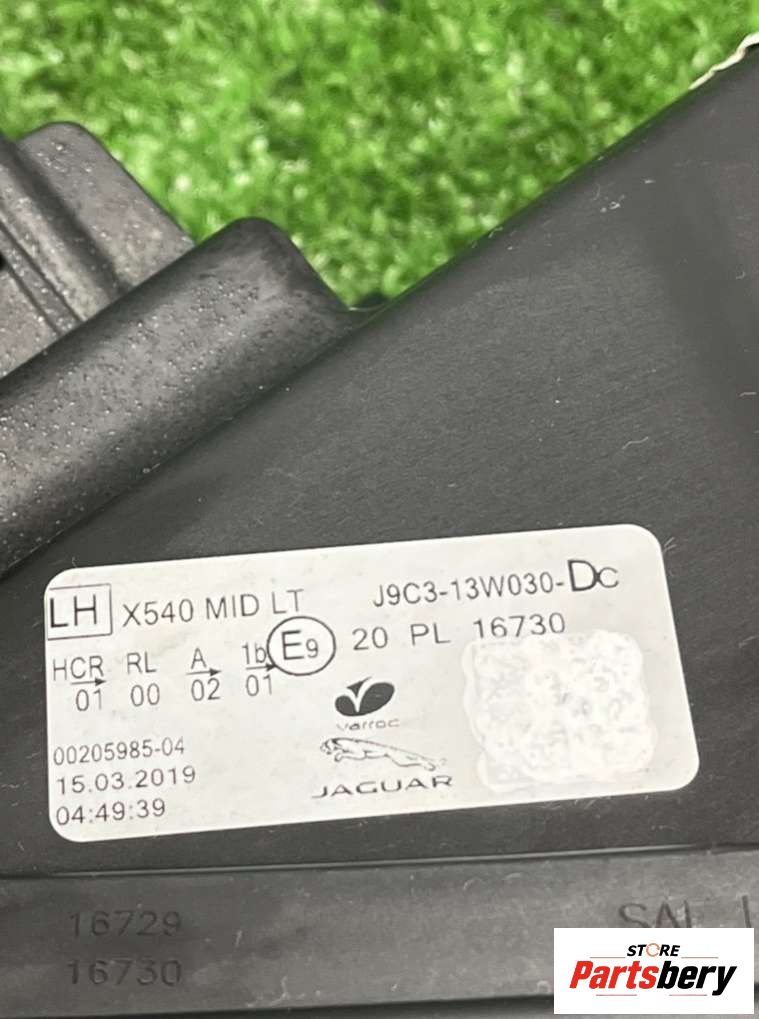 LH X540 MID LT J9C3-13W030-DC
HCR RL A 1b E9 20 PL 16730
01 00 02 01
varroc
00205985-04
15.03.2019
JAGUAR
04:49:39
16729
16730
STORE
Partsbery